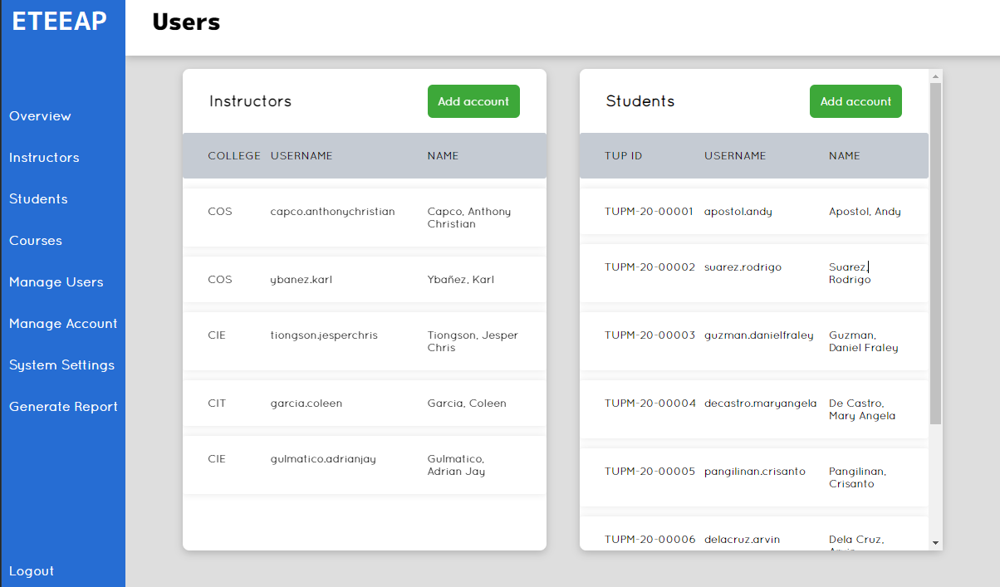 ETEEAP
Users
Overview
Instructors
Students
Courses
Manage Users
Manage Account
System Settings
Generate Report
Logout
Instructors
Add account
COLLEGE USERNAME NAME
COS capco.anthonychristian Capco, Anthony
Christian
COS ybanez.karl Ybañez, Karl
CIE tiongson.jesperchris Tiongson, Jesper
Chris
CIT garcia.coleen Garcia, Coleen
CIE gulmatico.adrianjay Gulmatico,
Adrian Jay
Students
Add account
TUP ID USERNAME NAME
TUPM-20-00001 apostol.andy Apostol, Andy
TUPM-20-00002 suarez.rodrigo Suarez,
Rodrigo
TUPM-20-00003 guzman.danielfraley Guzman,
Daniel Fraley
TUPM-20-00004 decastro.maryangela De Castro,
Mary Angela
TUPM-20-00005 pangilinan.crisanto Pangilinan,
Crisanto
TUPM-20-00006 delacruz.arvin Dela Cruz,